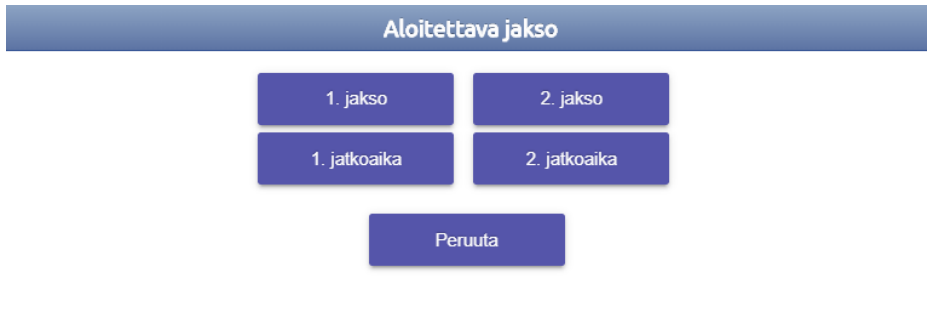 Aloitettava jakso
1. jakso 2. jakso
1. jatkoaika 2. jatkoaika
Peruuta